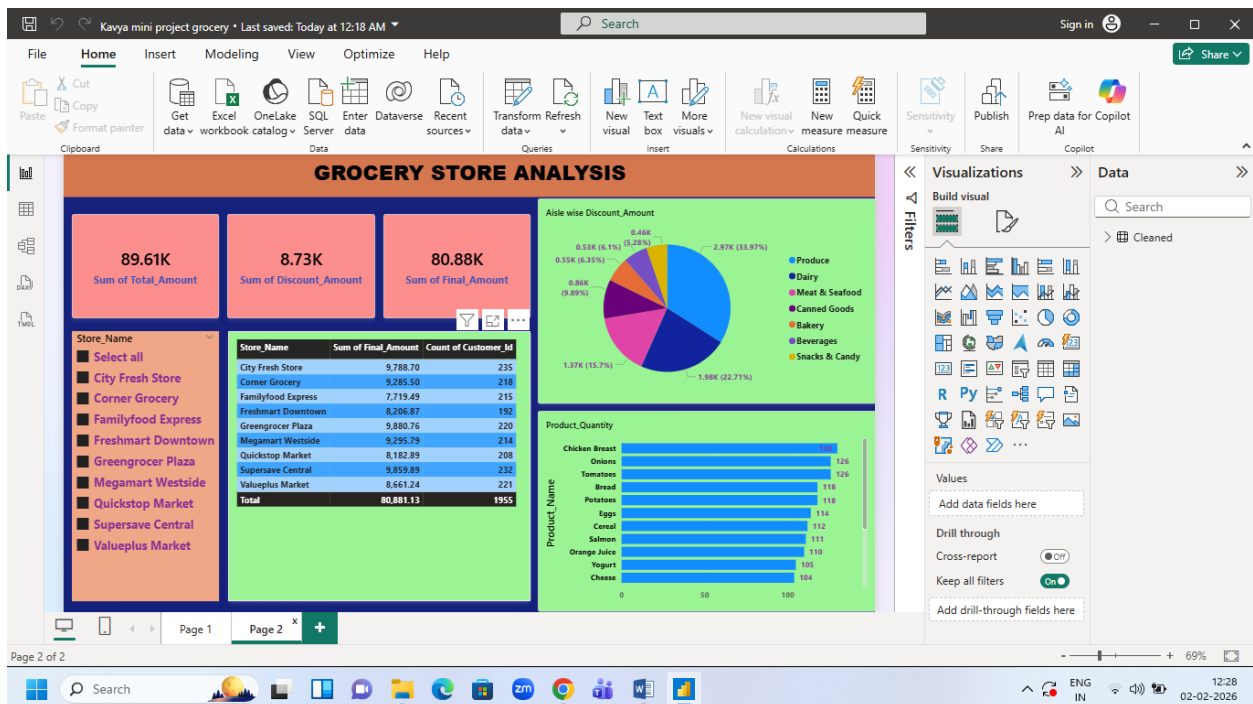 Kavya mini project grocery • Last saved: Today at 12:18 AM
Search
Sign in
File Home Insert Modeling View Optimize Help
Share
Paste
Cut
Copy
Format painter
Clipboard
Get data
Excel workbook
OneLake catalog
SQL Server
Enter data
Dataverse
Recent sources
Data
Transform data
Refresh
Queries
New visual
Text box
More visuals
Insert
New visual calculation
New measure
Quick measure
Calculations
Sensitivity
Sensitivity
Publish
Share
Prep data for AI
Copilot
Copilot
GROCERY STORE ANALYSIS
89.61K
Sum of Total_Amount
8.73K
Sum of Discount_Amount
80.88K
Sum of Final_Amount
Store_Name
Select all
City Fresh Store
Corner Grocery
Familyfood Express
Freshmart Downtown
Greengrocer Plaza
Megamart Westside
Quickstop Market
Supersave Central
Valueplus Market
Store_Name Sum of Final_Amount Count of Customer_Id
City Fresh Store 9,788.70 235
Corner Grocery 9,285.50 218
Familyfood Express 7,719.49 215
Freshmart Downtown 8,206.87 192
Greengrocer Plaza 9,880.76 220
Megamart Westside 9,295.79 214
Quickstop Market 8,182.89 208
Supersave Central 9,859.89 232
Valueplus Market 8,661.24 221
Total 80,881.13 1955
Aisle wise Discount_Amount
0.46K (5.28%)
0.53K (6.1%)
0.55K (6.35%)
0.86K (9.89%)
1.37K (15.7%)
1.98K (22.71%)
2.97K (33.97%)
Produce
Dairy
Meat & Seafood
Canned Goods
Bakery
Beverages
Snacks & Candy
Product_Quantity
Product_Name
Chicken Breast
Onions 126
Tomatoes 126
Bread 118
Potatoes 118
Eggs 114
Cereal 112
Salmon 111
Orange Juice 110
Yogurt 105
Cheese 104
0 50 100
Filters
Visualizations
Build visual
Values
Add data fields here
Drill through
Cross-report Off
Keep all filters On
Add drill-through fields here
Data
Search
Cleaned
DAX
TMDL
Page 1
Page 2 x
+
Page 2 of 2
- + 69%
Search
zm
ENG
IN
12:28
02-02-2026